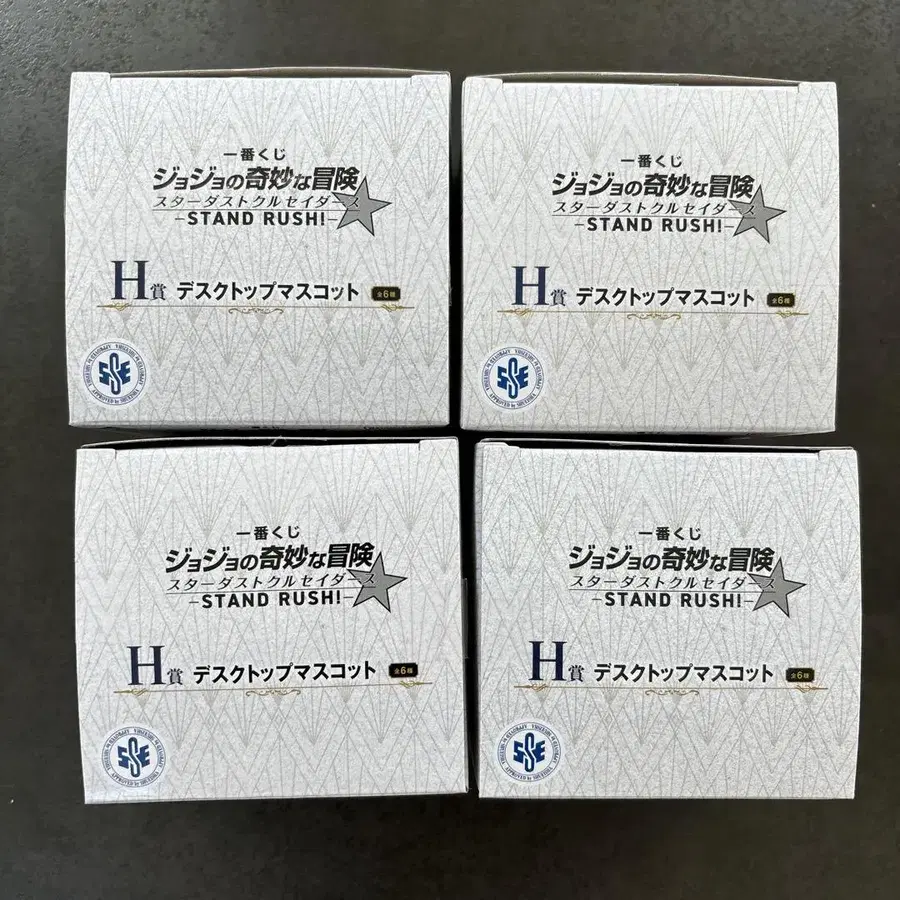 一番くじ
ジョジョの奇妙な冒険
スターダストクルセイダース
-STAND RUSH!-
H賞 デスクトップマスコット 全6種
SSE
一番くじ
ジョジョの奇妙な冒険
スターダストクルセイダース
-STAND RUSH!-
H賞 デスクトップマスコット 全6種
SSE
一番くじ
ジョジョの奇妙な冒険
スターダストクルセイダース
-STAND RUSH!-
H賞 デスクトップマスコット 全6種
SSE
一番くじ
ジョジョの奇妙な冒険
スターダストクルセイダース
-STAND RUSH!-
H賞 デスクトップマスコット 全6種
SSE